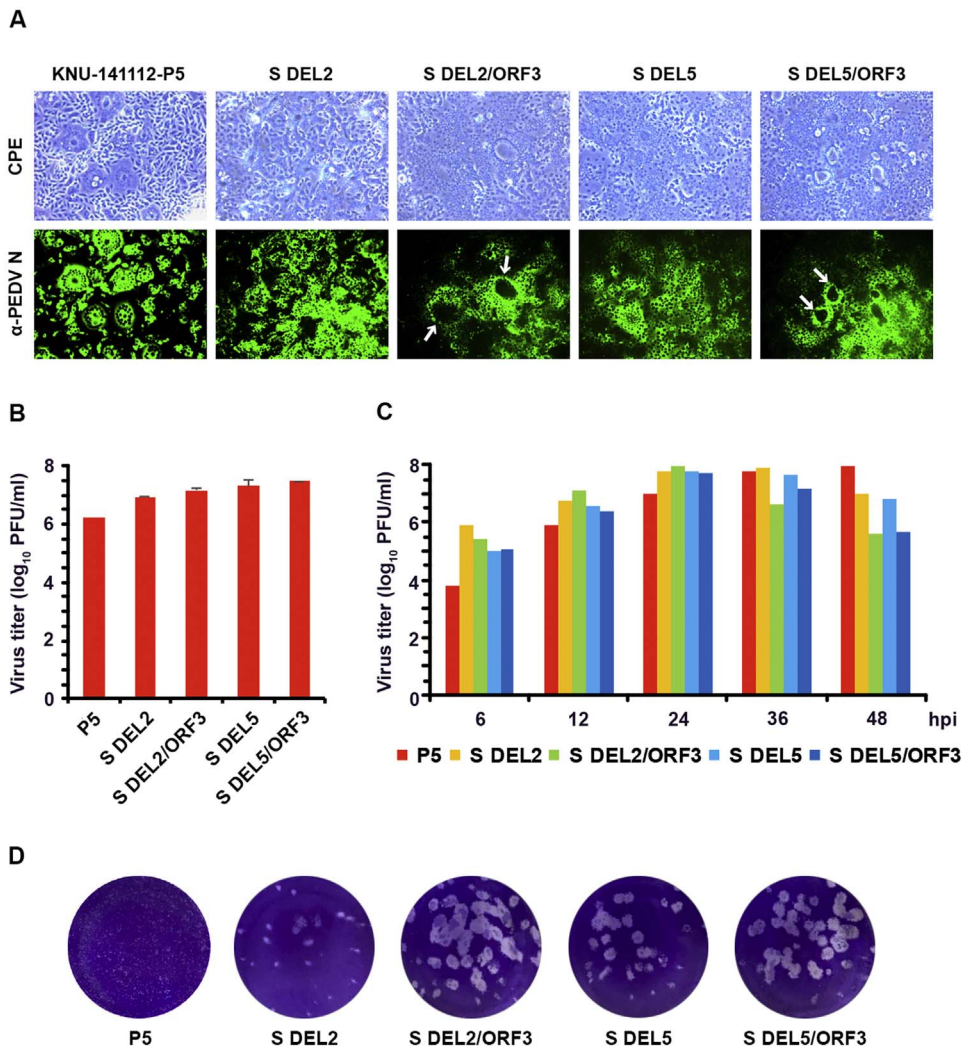 A
KNU-141112-P5 S DEL2 S DEL2/ORF3 S DEL5 S DEL5/ORF3
CPE
α-PEDV N
B
Virus titer (log10 PFU/ml)
8
6
4
2
0
P5 S DEL2 S DEL2/ORF3 S DEL5 S DEL5/ORF3
C
Virus titer (log10 PFU/ml)
8
6
4
2
0
6 12 24 36 48 hpi
P5 S DEL2 S DEL2/ORF3 S DEL5 S DEL5/ORF3
D
P5 S DEL2 S DEL2/ORF3 S DEL5 S DEL5/ORF3